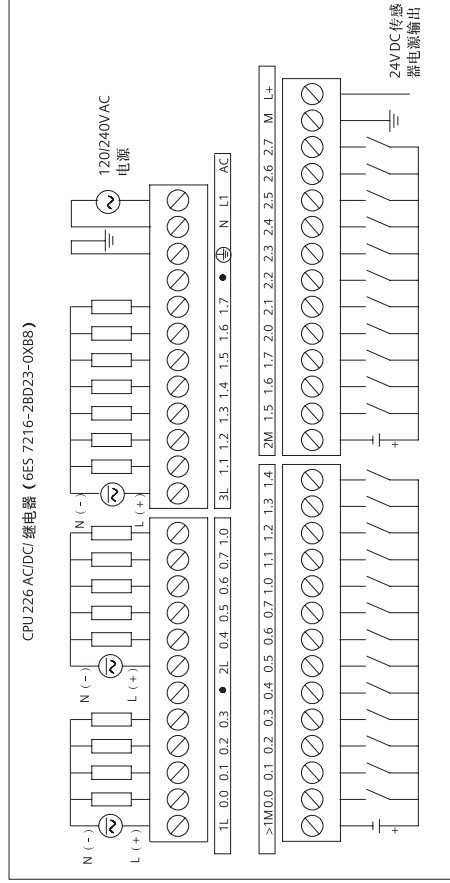 CPU 226 AC/DC/ 继电器 ( 6ES 7216-2BD23-0XB8 )
N (-)
L (+)
N (-)
L (+)
N (-)
L (+)
120/240V AC
电源
1L 0.0 0.1 0.2 0.3 ● 2L 0.4 0.5 0.6 0.7 1.0
3L 1.1 1.2 1.3 1.4 1.5 1.6 1.7 ● N L1 AC
>1M 0.0 0.1 0.2 0.3 0.4 0.5 0.6 0.7 1.0 1.1 1.2 1.3 1.4
2M 1.5 1.6 1.7 2.0 2.1 2.2 2.3 2.4 2.5 2.6 2.7 M L+
+
+
24V DC传感
器电源输出